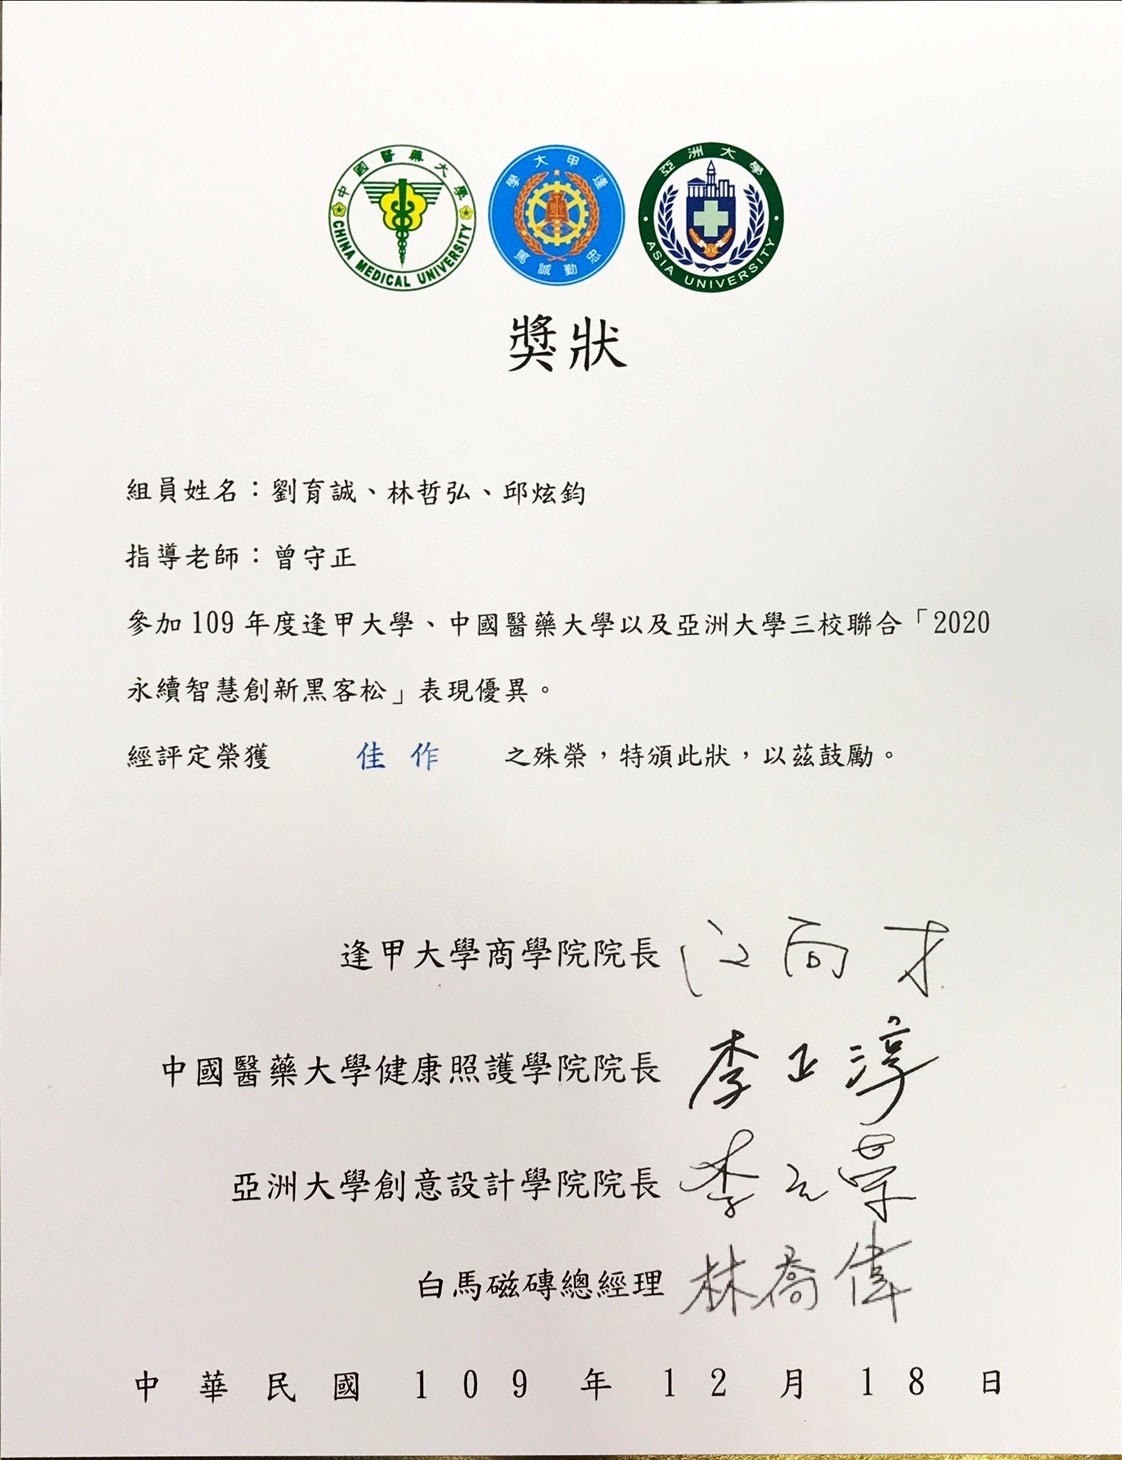 中國醫藥大學
CHINA MEDICAL UNIVERSITY
逢甲大學
忠勤誠篤
亞洲大學
ASIA UNIVERSITY
獎狀
組員姓名：劉育誠、林哲弘、邱炫鈞
指導老師：曾守正
參加 109 年度逢甲大學、中國醫藥大學以及亞洲大學三校聯合「2020
永續智慧創新黑客松」表現優異。
經評定榮獲 佳作 之殊榮，特頒此狀，以茲鼓勵。
逢甲大學商學院院長 江向才
中國醫藥大學健康照護學院院長 李正淳
亞洲大學創意設計學院院長 李元榮
白馬磁磚總經理 林喬偉
中華民國 109 年 12 月 18 日